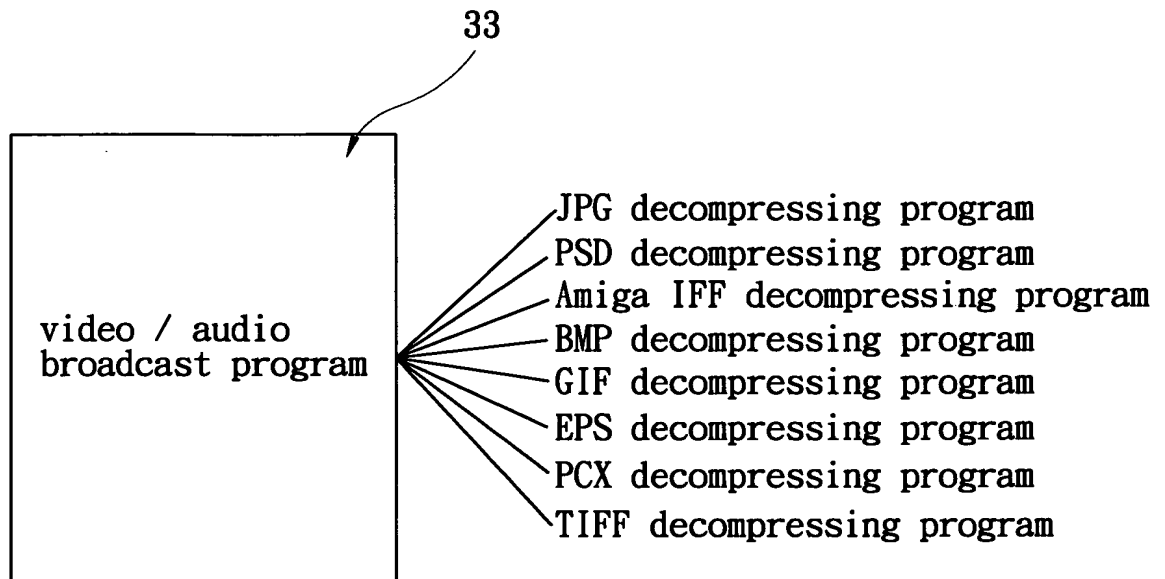 33
video / audio
broadcast program
JPG decompressing program
PSD decompressing program
Amiga IFF decompressing program
BMP decompressing program
GIF decompressing program
EPS decompressing program
PCX decompressing program
TIFF decompressing program